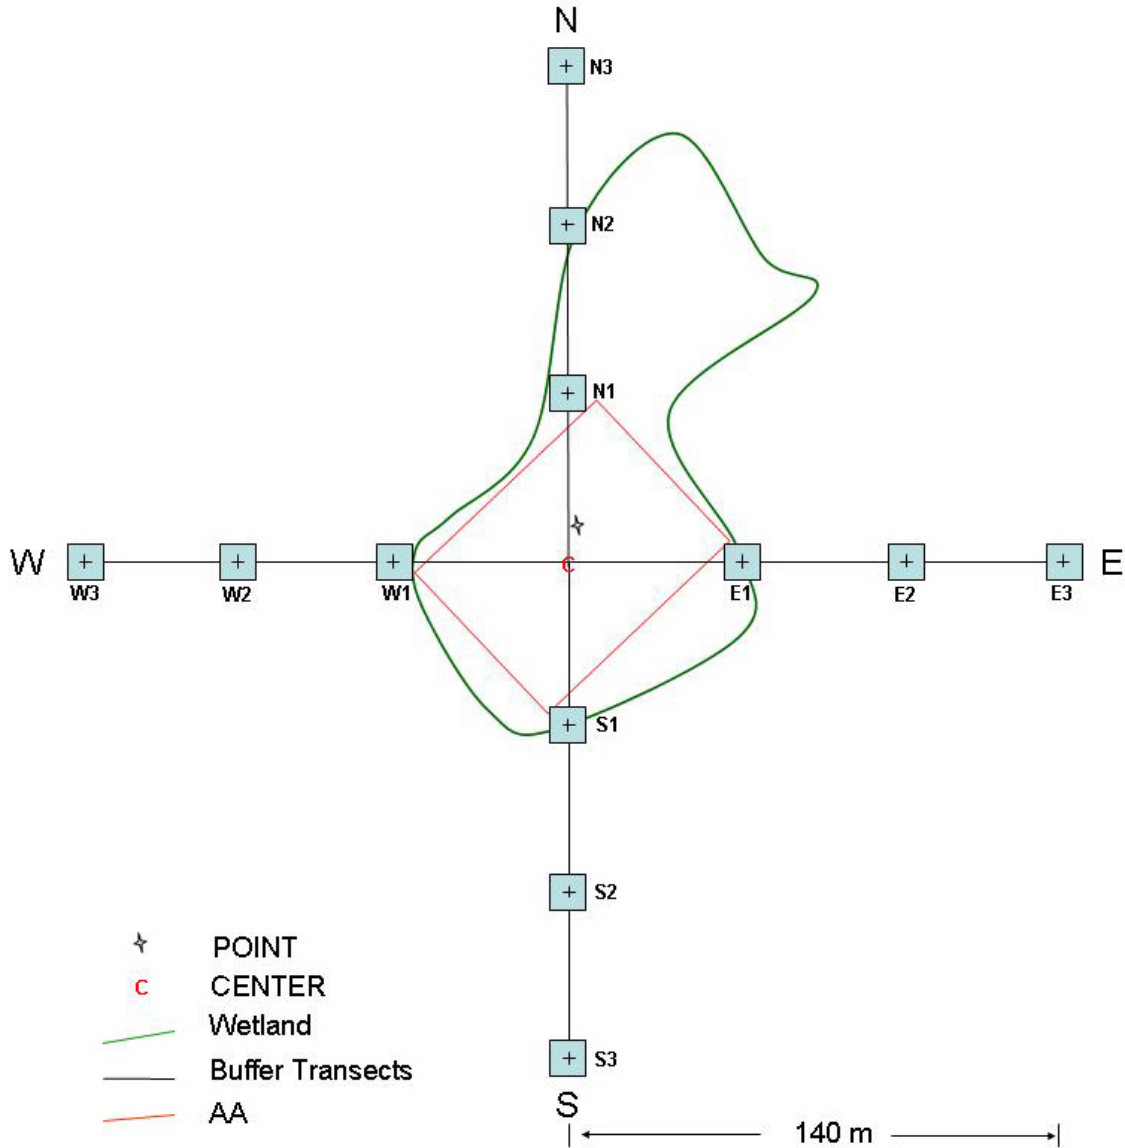 N
N3
N2
N1
W
C
E
W3
W2
W1
E1
E2
E3
S1
S2
S3
S
POINT
C CENTER
Wetland
Buffer Transects
AA
140 m